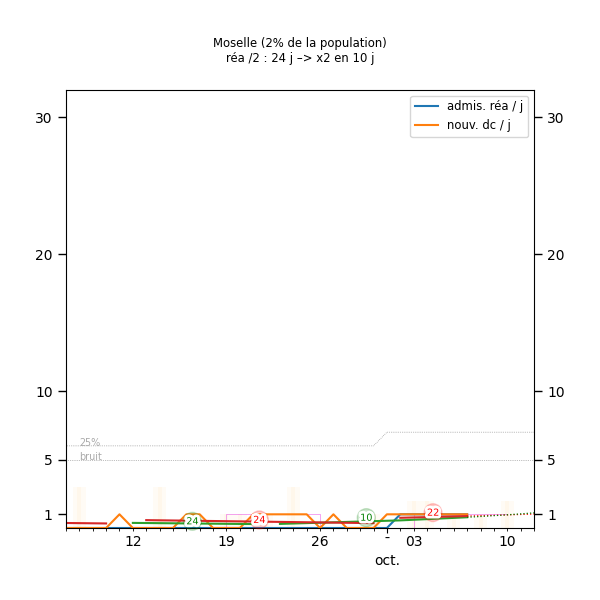 Moselle (2% de la population)
réa /2 : 24 j –> x2 en 10 j
admis. réa / j
nouv. dc / j
30 30
20 20
10 10
25%
5 bruit 5
24 24 10 22
1 1
12 19 26 - 03 10
oct.